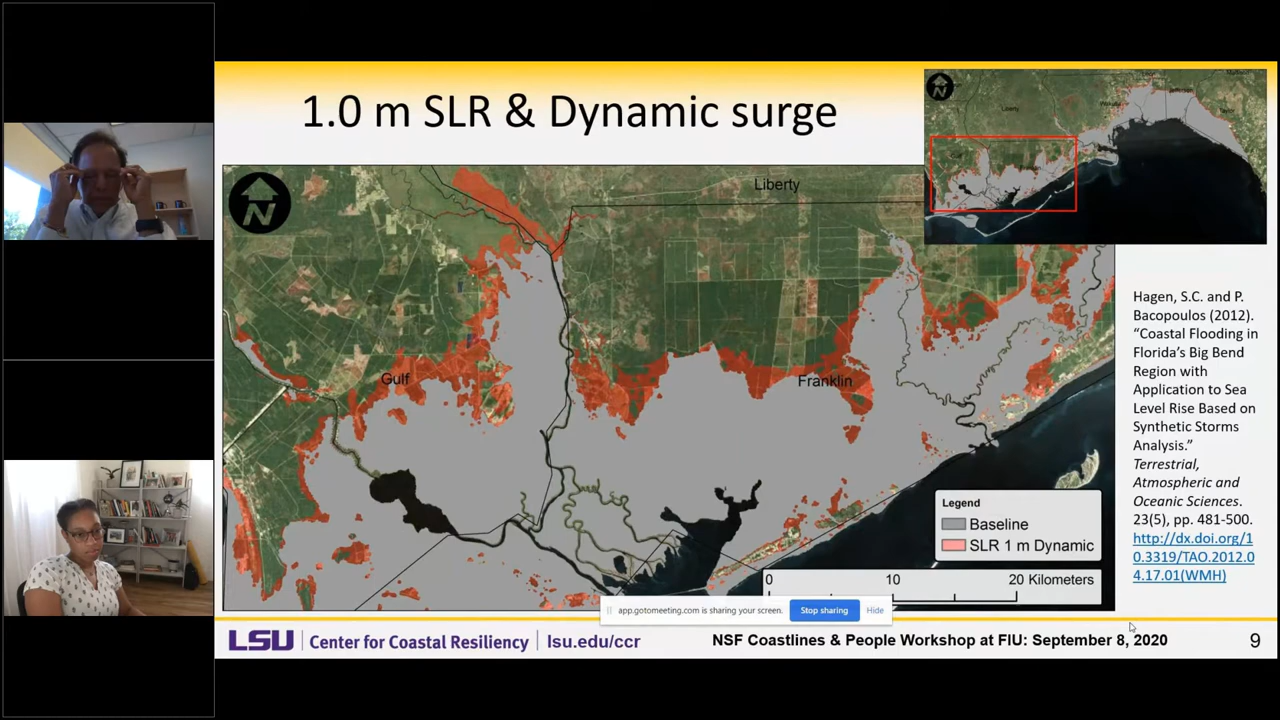 1.0 m SLR & Dynamic surge
N
N
Liberty
Liberty
Gulf
Franklin
Legend
Baseline
SLR 1 m Dynamic
0 10 20 Kilometers
Hagen, S.C. and P.
Bacopoulos (2012).
“Coastal Flooding in
Florida’s Big Bend
Region with
Application to Sea
Level Rise Based on
Synthetic Storms
Analysis.”
Terrestrial,
Atmospheric and
Oceanic Sciences.
23(5), pp. 481-500.
http://dx.doi.org/1
0.3319/TAO.2012.0
4.17.01(WMH)
app.gotomeeting.com is sharing your screen. Stop sharing Hide
LSU Center for Coastal Resiliency lsu.edu/ccr NSF Coastlines & People Workshop at FIU: September 8, 2020 9